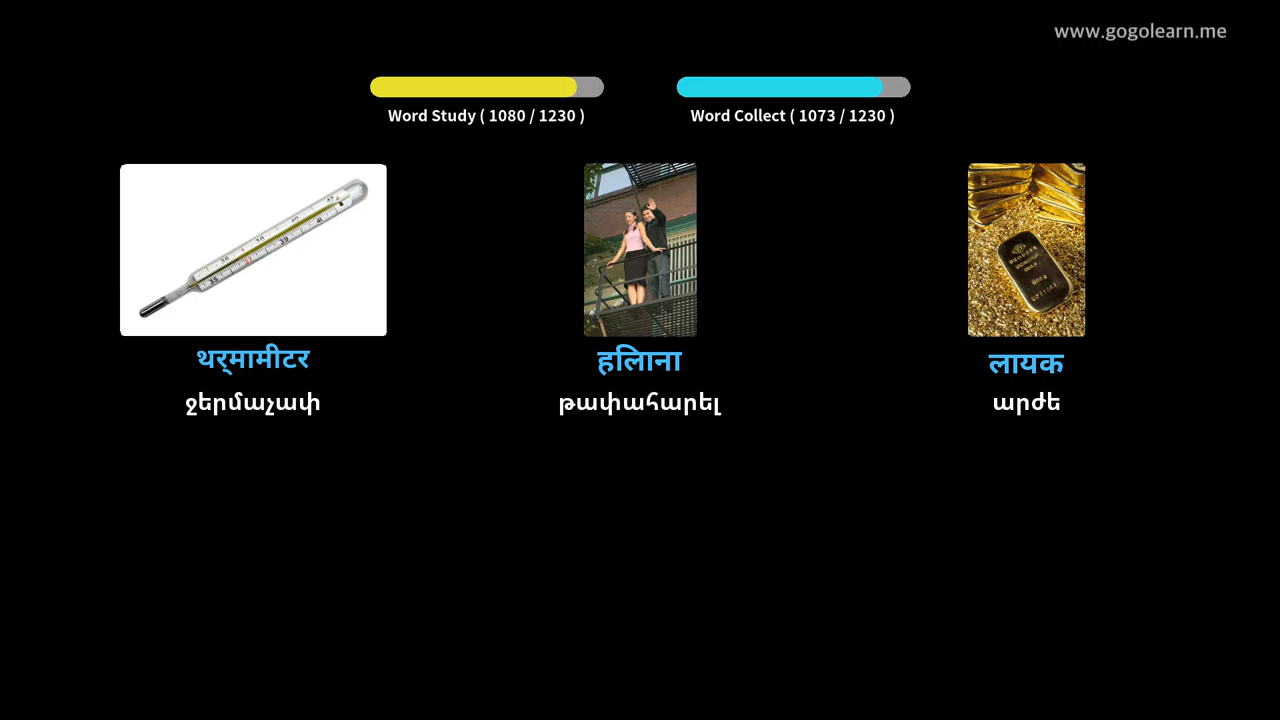 www.gogolearn.me
Word Study ( 1080 / 1230 )
Word Collect ( 1073 / 1230 )
थर्मामीटर
हलिाना
लायक
ջերմաչափ
թափահարել
արժե